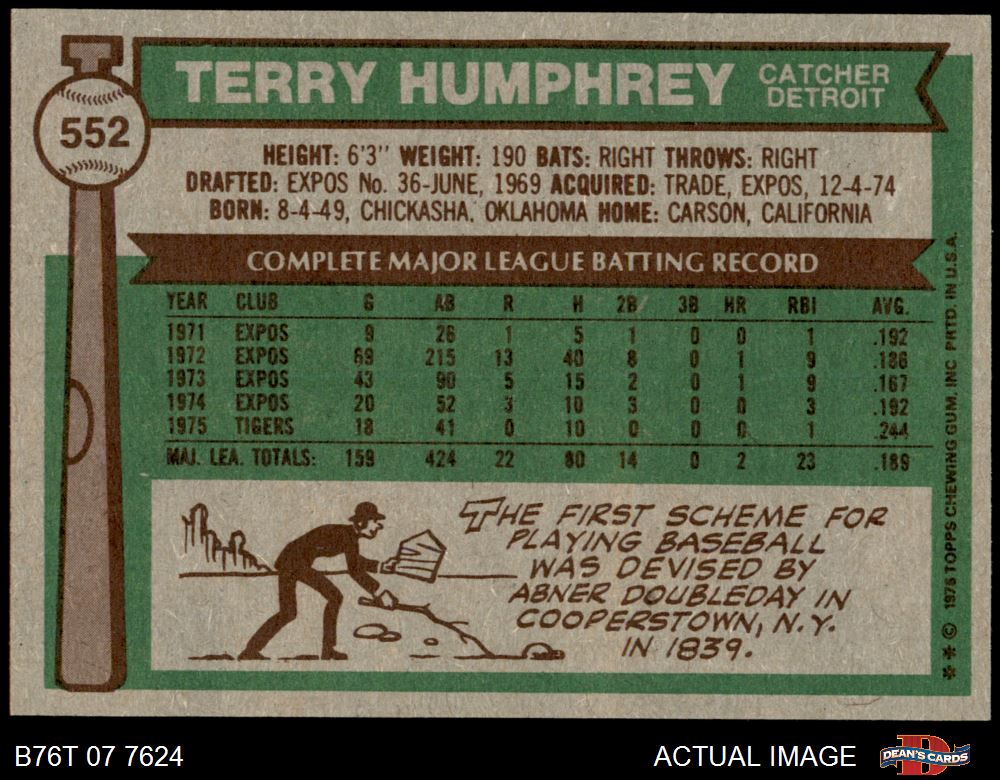 552
TERRY HUMPHREY
CATCHER
DETROIT
HEIGHT: 6'3" WEIGHT: 190 BATS: RIGHT THROWS: RIGHT
DRAFTED: EXPOS No. 36-JUNE, 1969 ACQUIRED: TRADE, EXPOS, 12-4-74
BORN: 8-4-49, CHICKASHA. OKLAHOMA HOME: CARSON, CALIFORNIA
COMPLETE MAJOR LEAGUE BATTING RECORD
YEAR CLUB G AB R H 2B 3B HR RBI AVG.
1971 EXPOS 9 26 1 5 1 0 0 1 .192
1972 EXPOS 69 215 13 40 8 0 1 9 .186
1973 EXPOS 43 90 5 15 2 0 1 9 .167
1974 EXPOS 20 52 3 10 3 0 0 3 .192
1975 TIGERS 18 41 0 10 0 0 0 1 .244
MAJ. LEA. TOTALS: 159 424 22 80 14 0 2 23 .189
THE FIRST SCHEME FOR
PLAYING BASEBALL
WAS DEVISED BY
ABNER DOUBLEDAY IN
COOPERSTOWN, N.Y.
IN 1839.
** © 1976 TOPPS CHEWING GUM, INC. PRTD. IN U.S.A.
B76T 07 7624
ACTUAL IMAGE
DEAN'S CARDS